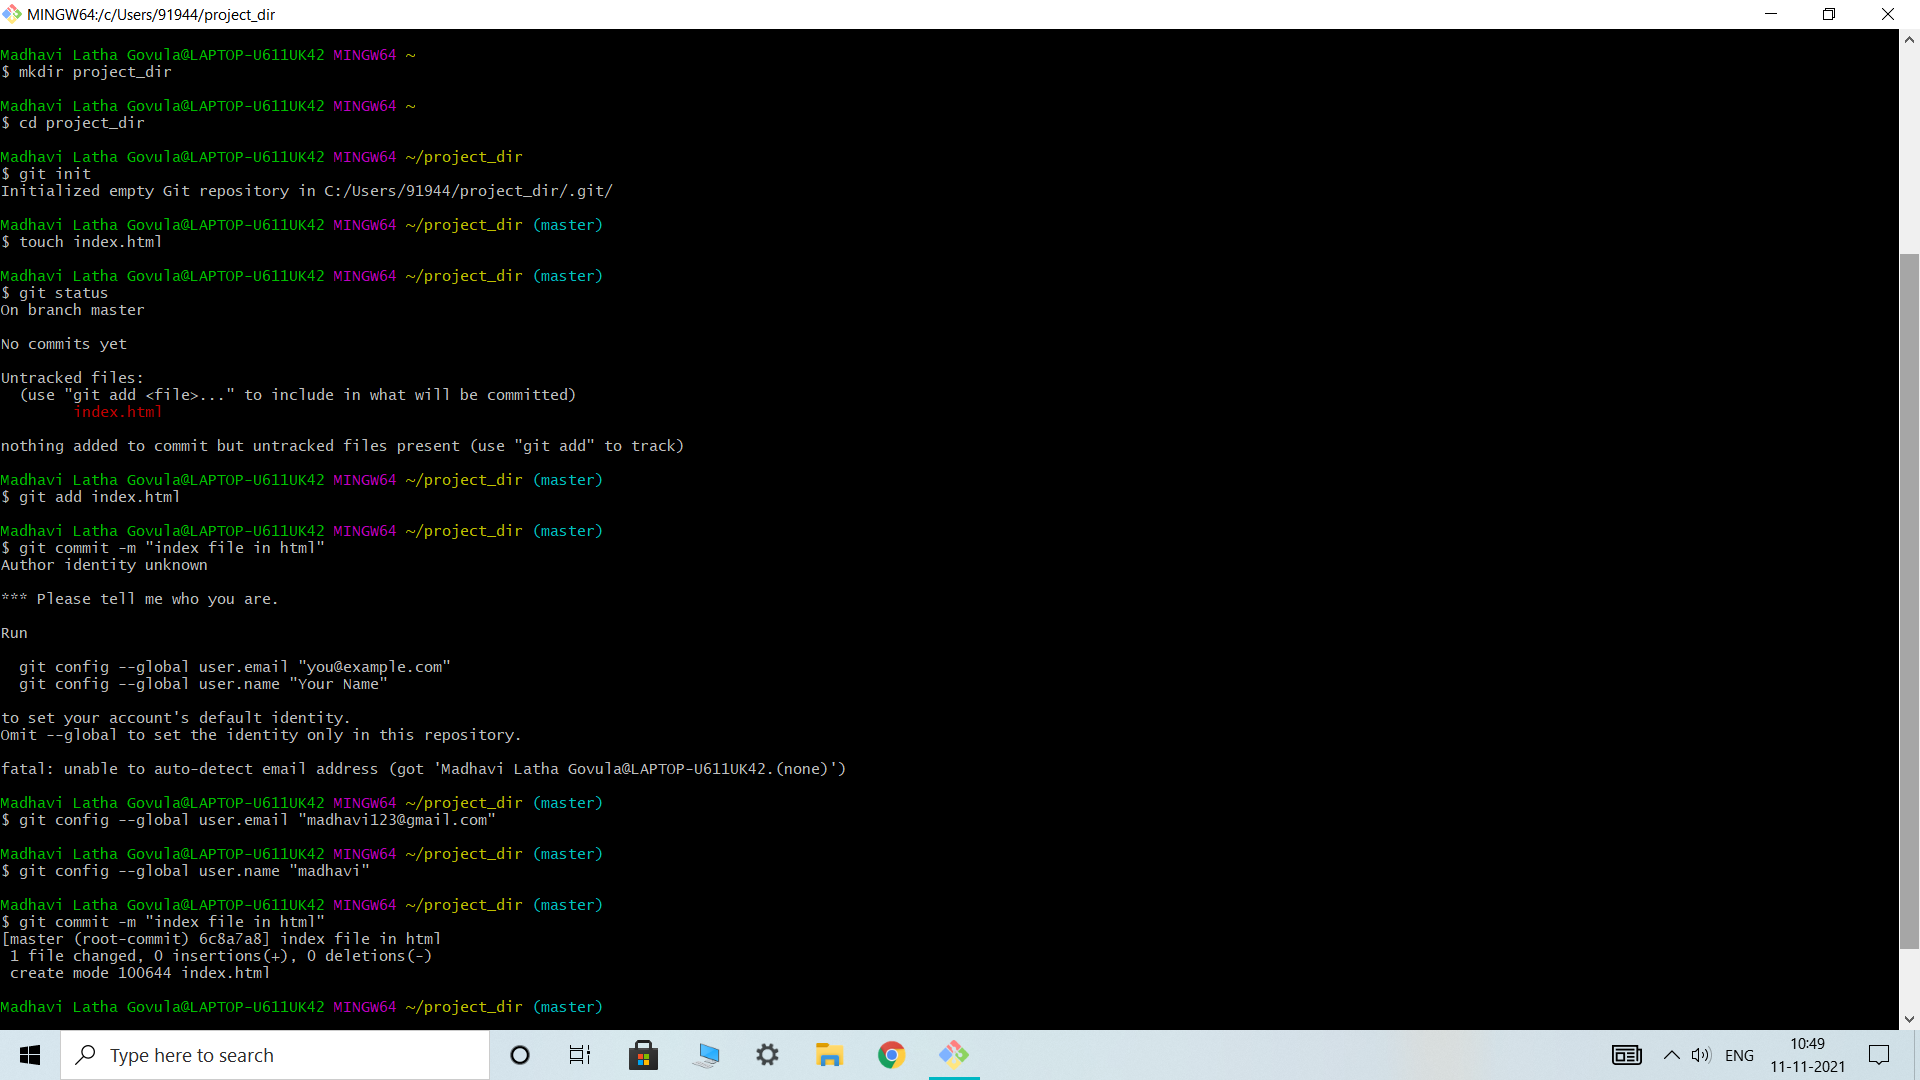 MINGW64:/c/Users/91944/project_dir
Madhavi Latha Govula@LAPTOP-U611UK42 MINGW64 ~
$ mkdir project_dir
Madhavi Latha Govula@LAPTOP-U611UK42 MINGW64 ~
$ cd project_dir
Madhavi Latha Govula@LAPTOP-U611UK42 MINGW64 ~/project_dir
$ git init
Initialized empty Git repository in C:/Users/91944/project_dir/.git/
Madhavi Latha Govula@LAPTOP-U611UK42 MINGW64 ~/project_dir (master)
$ touch index.html
Madhavi Latha Govula@LAPTOP-U611UK42 MINGW64 ~/project_dir (master)
$ git status
On branch master
No commits yet
Untracked files:
  (use "git add <file>..." to include in what will be committed)
        index.html
nothing added to commit but untracked files present (use "git add" to track)
Madhavi Latha Govula@LAPTOP-U611UK42 MINGW64 ~/project_dir (master)
$ git add index.html
Madhavi Latha Govula@LAPTOP-U611UK42 MINGW64 ~/project_dir (master)
$ git commit -m "index file in html"
Author identity unknown
*** Please tell me who you are.
Run
  git config --global user.email "you@example.com"
  git config --global user.name "Your Name"
to set your account's default identity.
Omit --global to set the identity only in this repository.
fatal: unable to auto-detect email address (got 'Madhavi Latha Govula@LAPTOP-U611UK42.(none)')
Madhavi Latha Govula@LAPTOP-U611UK42 MINGW64 ~/project_dir (master)
$ git config --global user.email "madhavi123@gmail.com"
Madhavi Latha Govula@LAPTOP-U611UK42 MINGW64 ~/project_dir (master)
$ git config --global user.name "madhavi"
Madhavi Latha Govula@LAPTOP-U611UK42 MINGW64 ~/project_dir (master)
$ git commit -m "index file in html"
[master (root-commit) 6c8a7a8] index file in html
 1 file changed, 0 insertions(+), 0 deletions(-)
 create mode 100644 index.html
Madhavi Latha Govula@LAPTOP-U611UK42 MINGW64 ~/project_dir (master)
Type here to search
ENG
10:49
11-11-2021